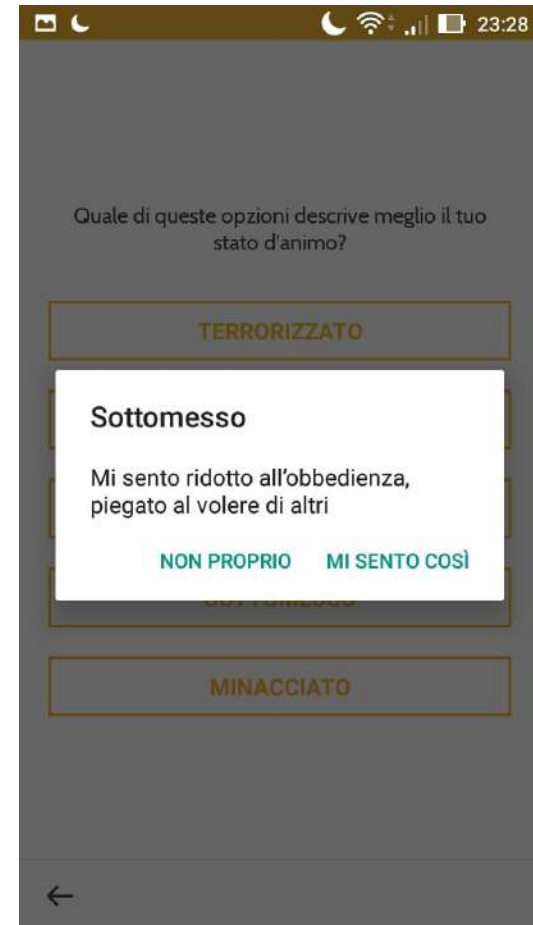 23:28
Quale di queste opzioni descrive meglio il tuo
stato d'animo?
TERRORIZZATO
Sottomesso
Mi sento ridotto all'obbedienza,
piegato al volere di altri
NON PROPRIO MI SENTO COSÌ
SOTTOMESSO
MINACCIATO